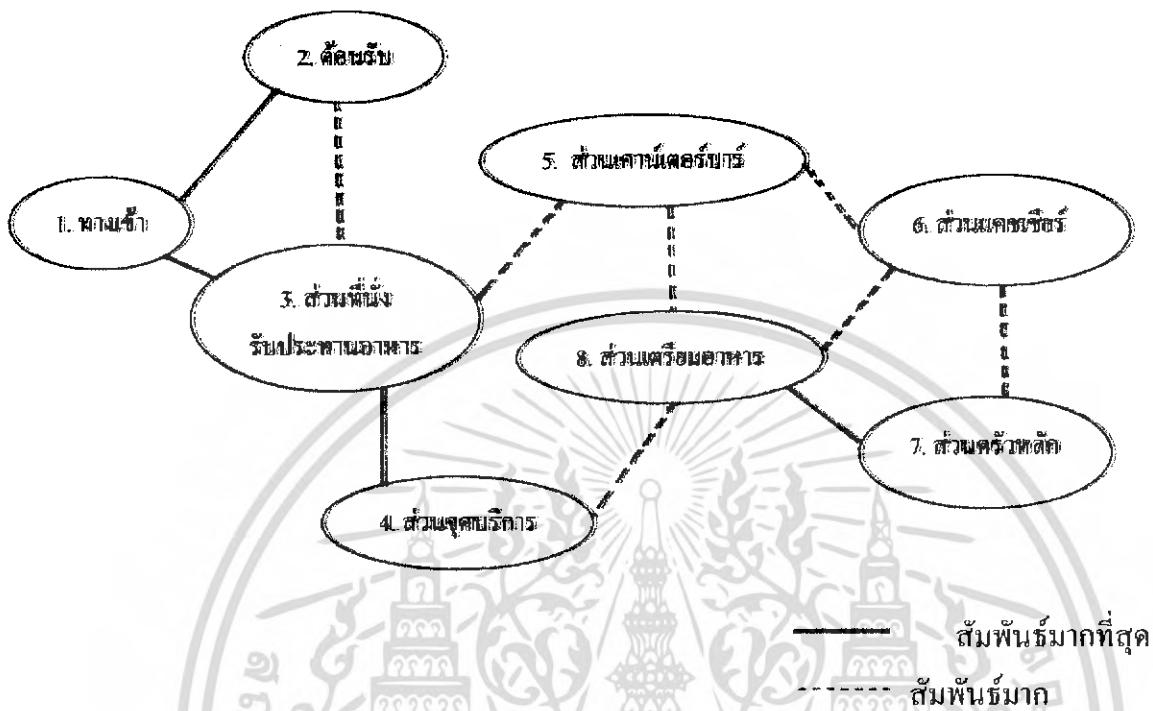 2. ต้อนรับ
5. ส่วนเคาน์เตอร์บาร์
1. ทางเข้า
6. ส่วนแคชเชียร์
3. ส่วนที่นั่ง
รับประทานอาหาร
8. ส่วนเตรียมอาหาร
7. ส่วนครัวหลัก
4. ส่วนจุดบริการ
สัมพันธ์มากที่สุด
สัมพันธ์มาก